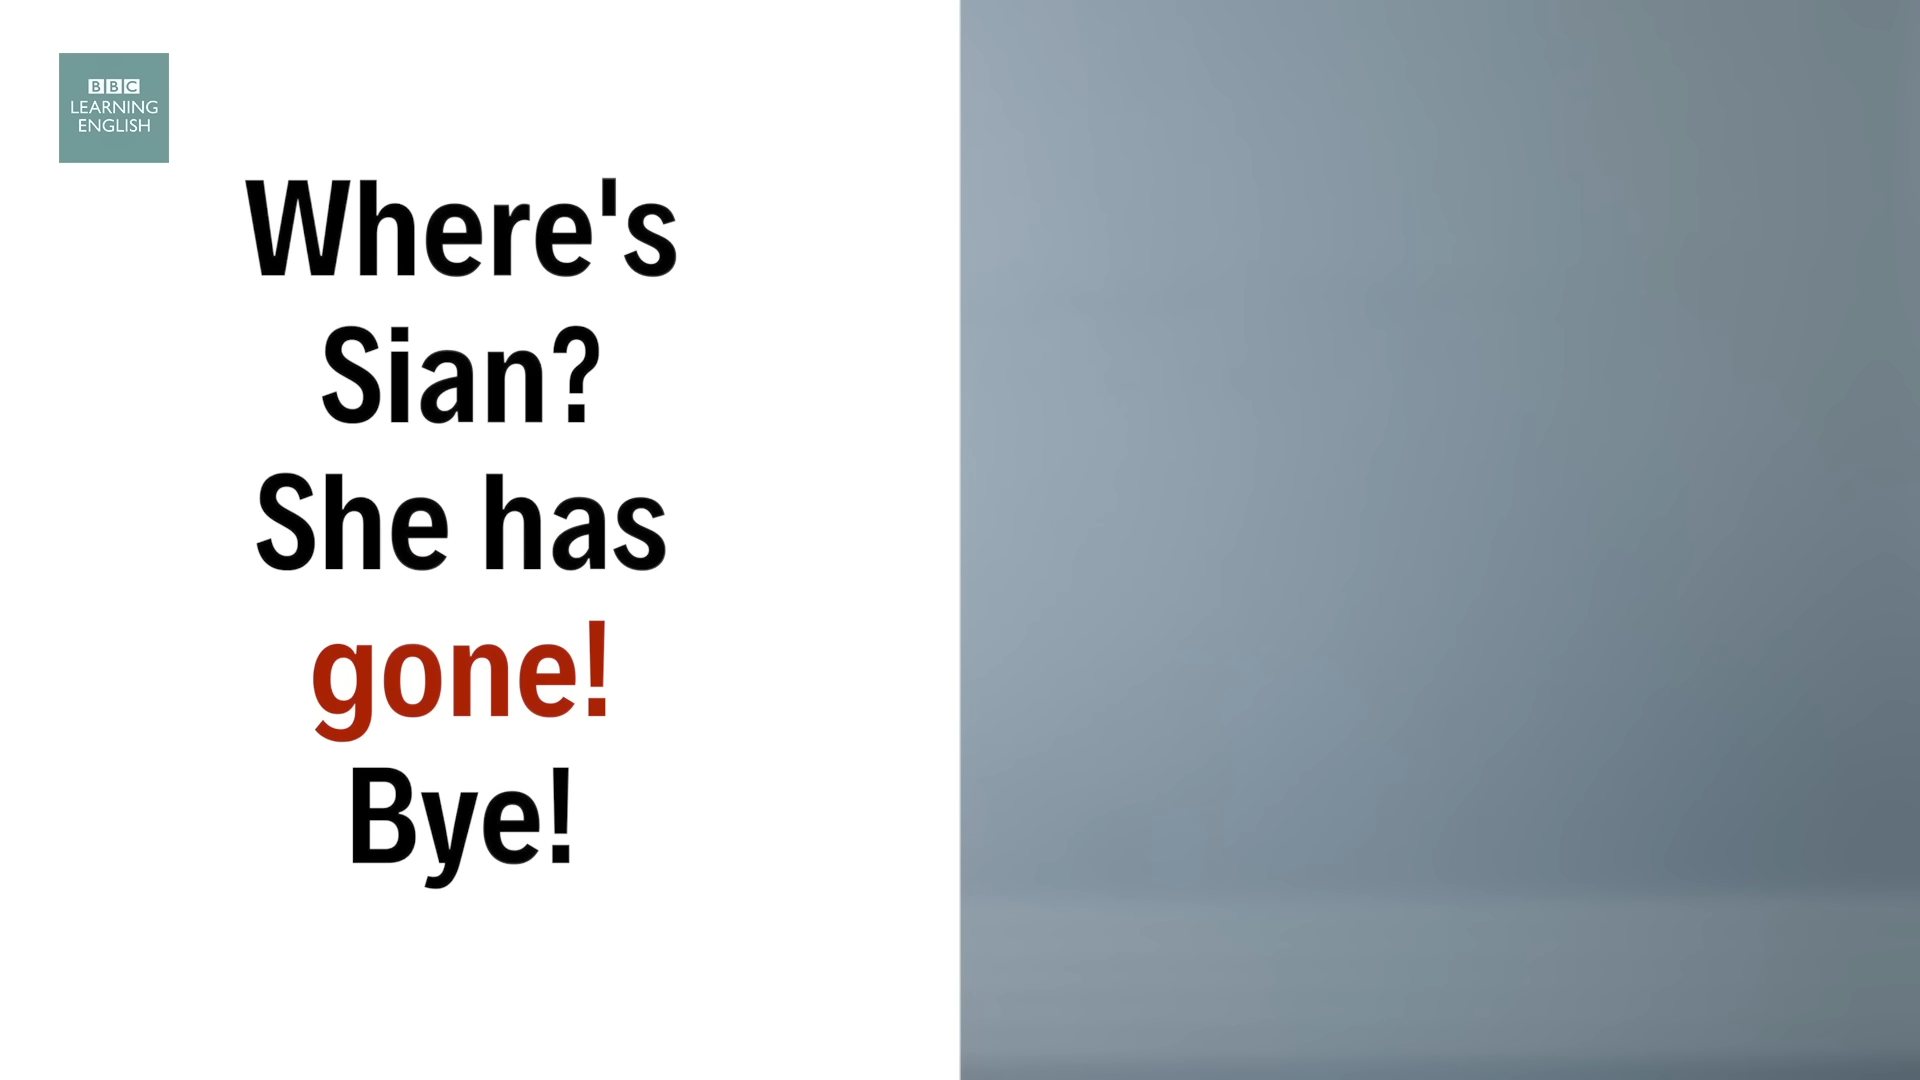 BBC
LEARNING
ENGLISH
Where's
Sian?
She has
gone!
Bye!